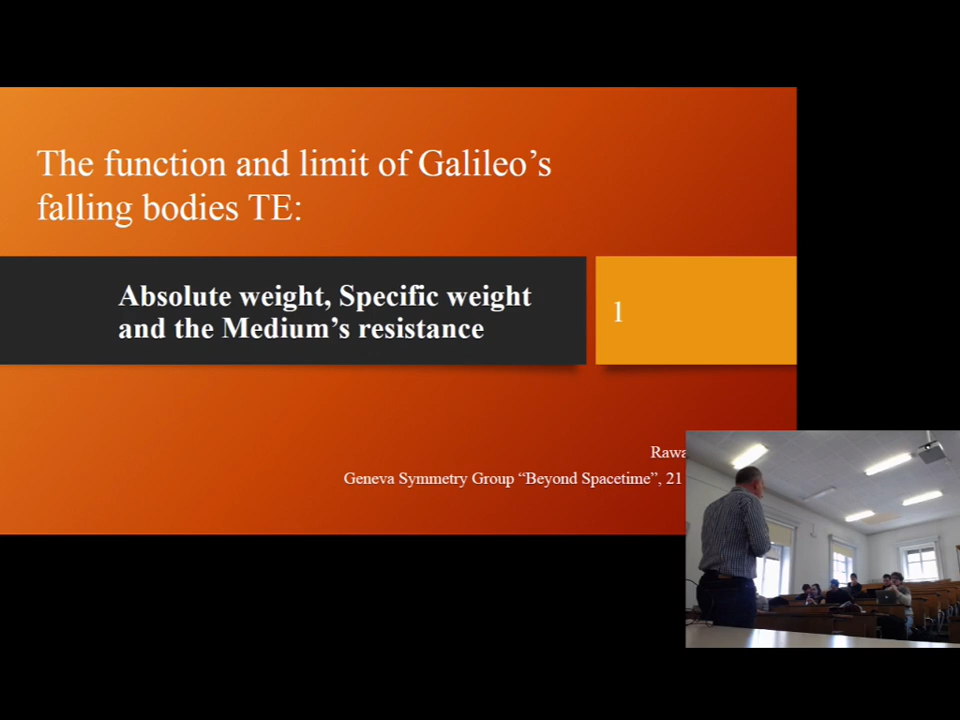 The function and limit of Galileo’s
falling bodies TE:
Absolute weight, Specific weight
and the Medium’s resistance
1
Geneva Symmetry Group “Beyond Spacetime”, 21